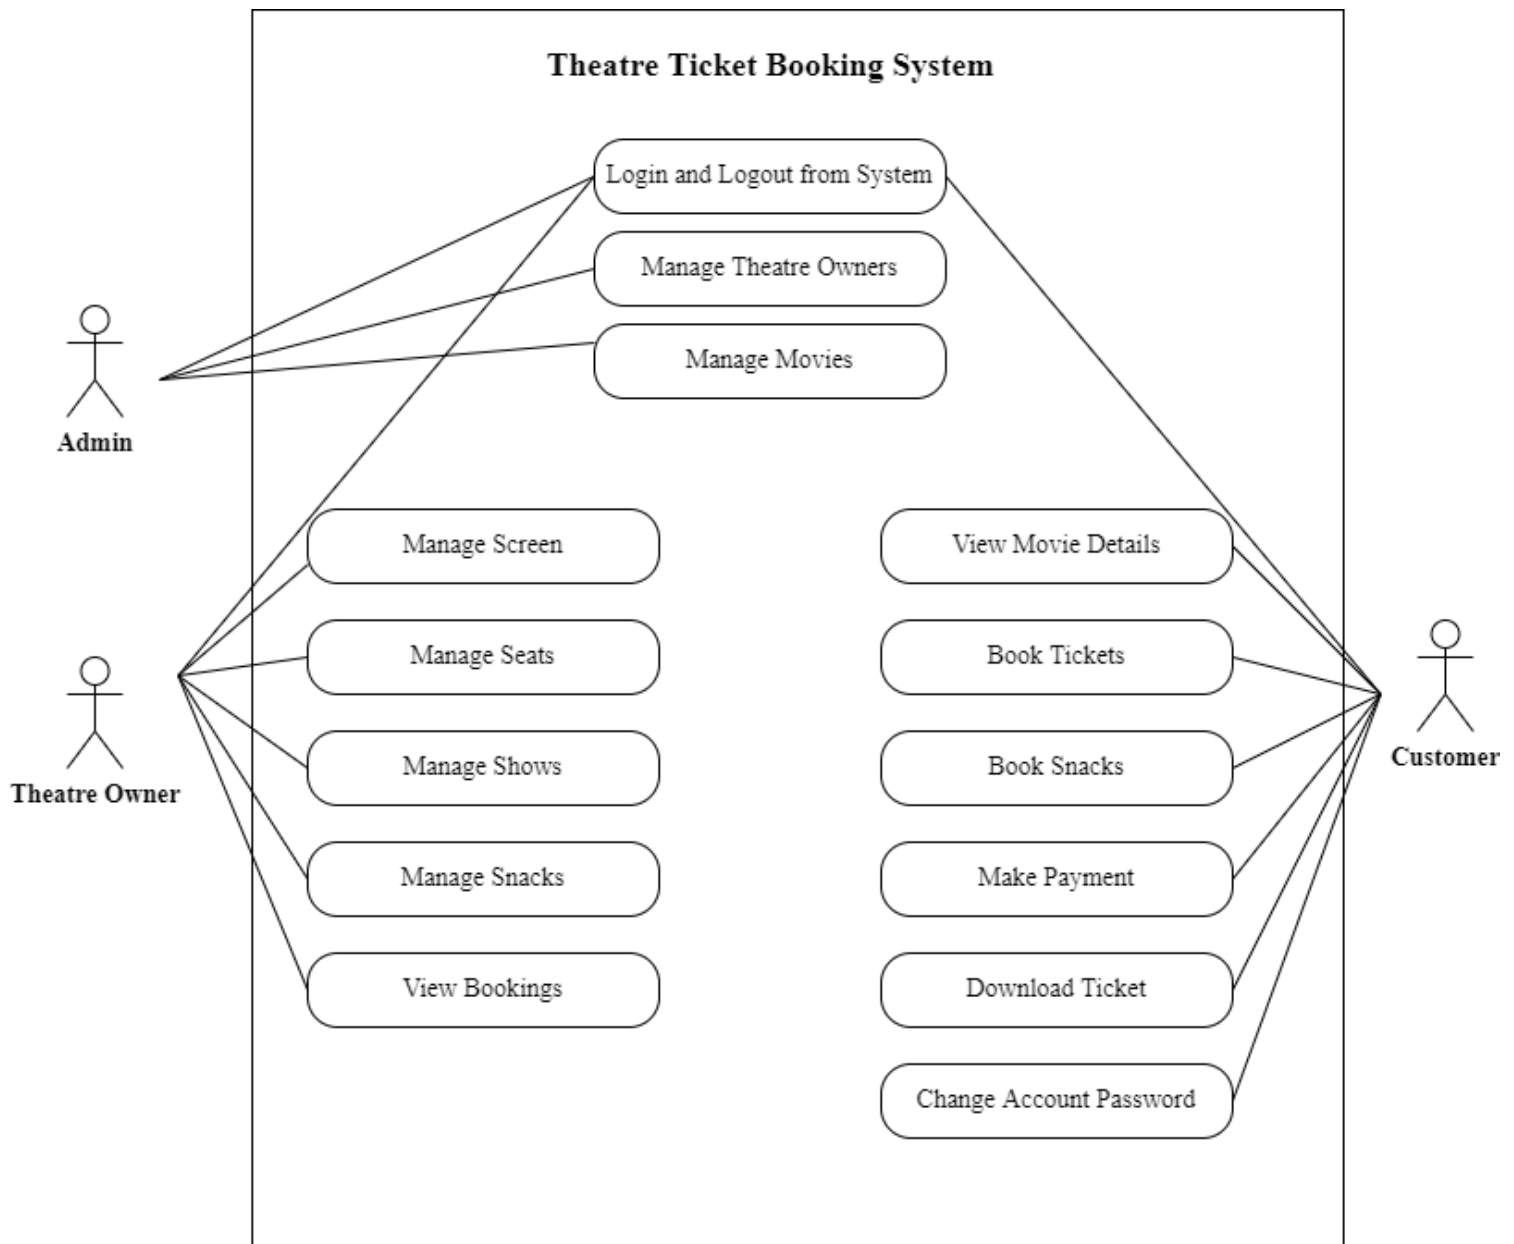 Theatre Ticket Booking System
Login and Logout from System
Manage Theatre Owners
Manage Movies
Admin
Manage Screen
View Movie Details
Manage Seats
Book Tickets
Theatre Owner
Manage Shows
Book Snacks
Customer
Manage Snacks
Make Payment
View Bookings
Download Ticket
Change Account Password